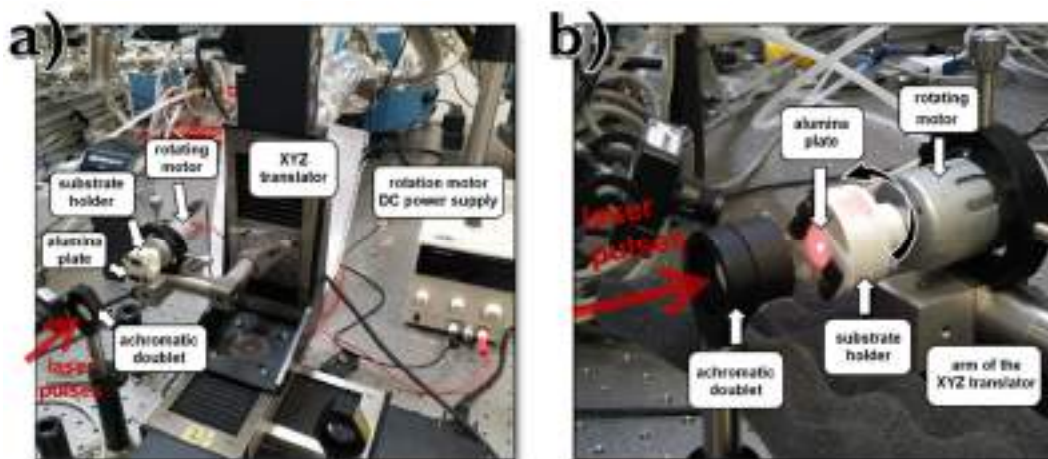 a)
rotating
motor
substrate
holder
alumina
plate
XYZ
translator
rotation motor
DC power supply
achromatic
doublet
laser
pulses
b)
rotating
motor
alumina
plate
laser
pulses
achromatic
doublet
substrate
holder
arm of the
XYZ translator